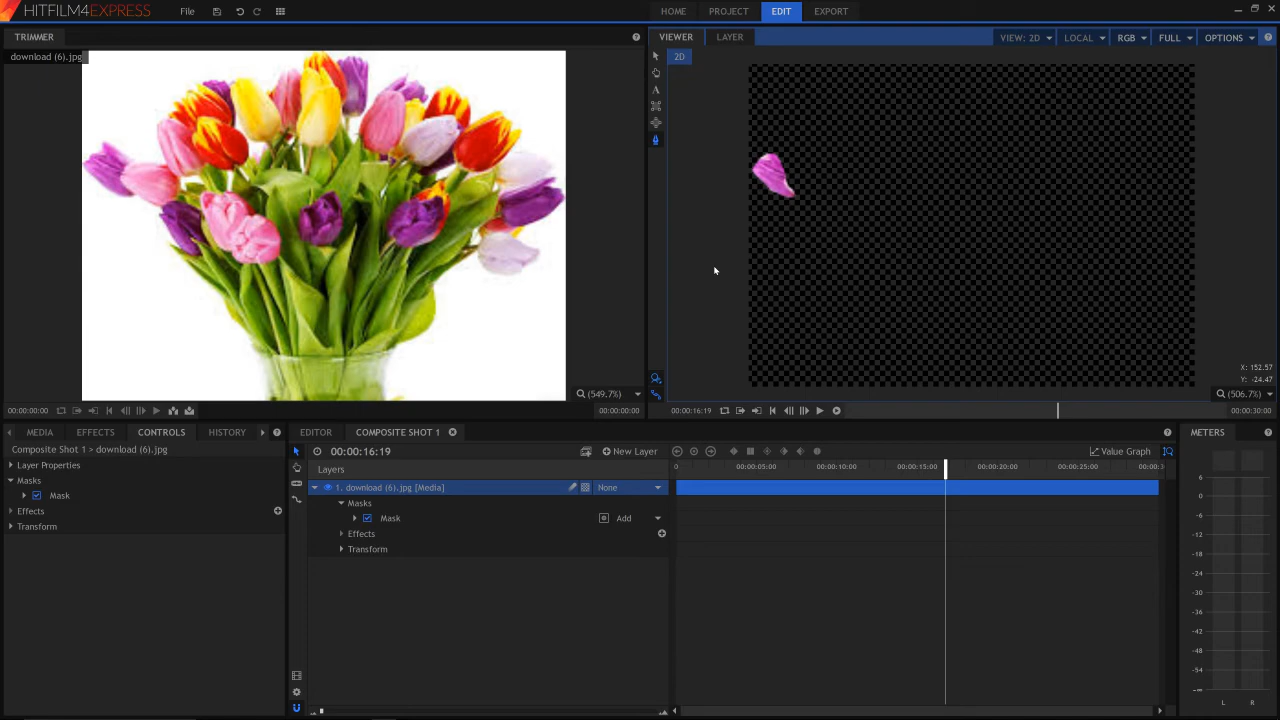 HITFILM4EXPRESS
File
HOME
PROJECT
EDIT
EXPORT
TRIMMER
download (6).jpg
VIEWER
LAYER
VIEW: 2D
LOCAL
RGB
FULL
OPTIONS
2D
X: 152.57
Y: -24.47
(549.7%)
(506.7%)
00:00:00:00
00:00:00:00
00:00:16:19
00:00:30:00
MEDIA
EFFECTS
CONTROLS
HISTORY
Composite Shot 1 > download (6).jpg
Layer Properties
Masks
Mask
Effects
Transform
EDITOR
COMPOSITE SHOT 1
00:00:16:19
New Layer
Value Graph
Layers
0
00:00:05:00
00:00:10:00
00:00:15:00
00:00:20:00
00:00:25:00
00:00:3
1. download (6).jpg [Media]
None
Masks
Mask
Add
Effects
Transform
METERS
6
0
-6
-12
-18
-24
-30
-36
-42
-48
-54
-∞
L
R